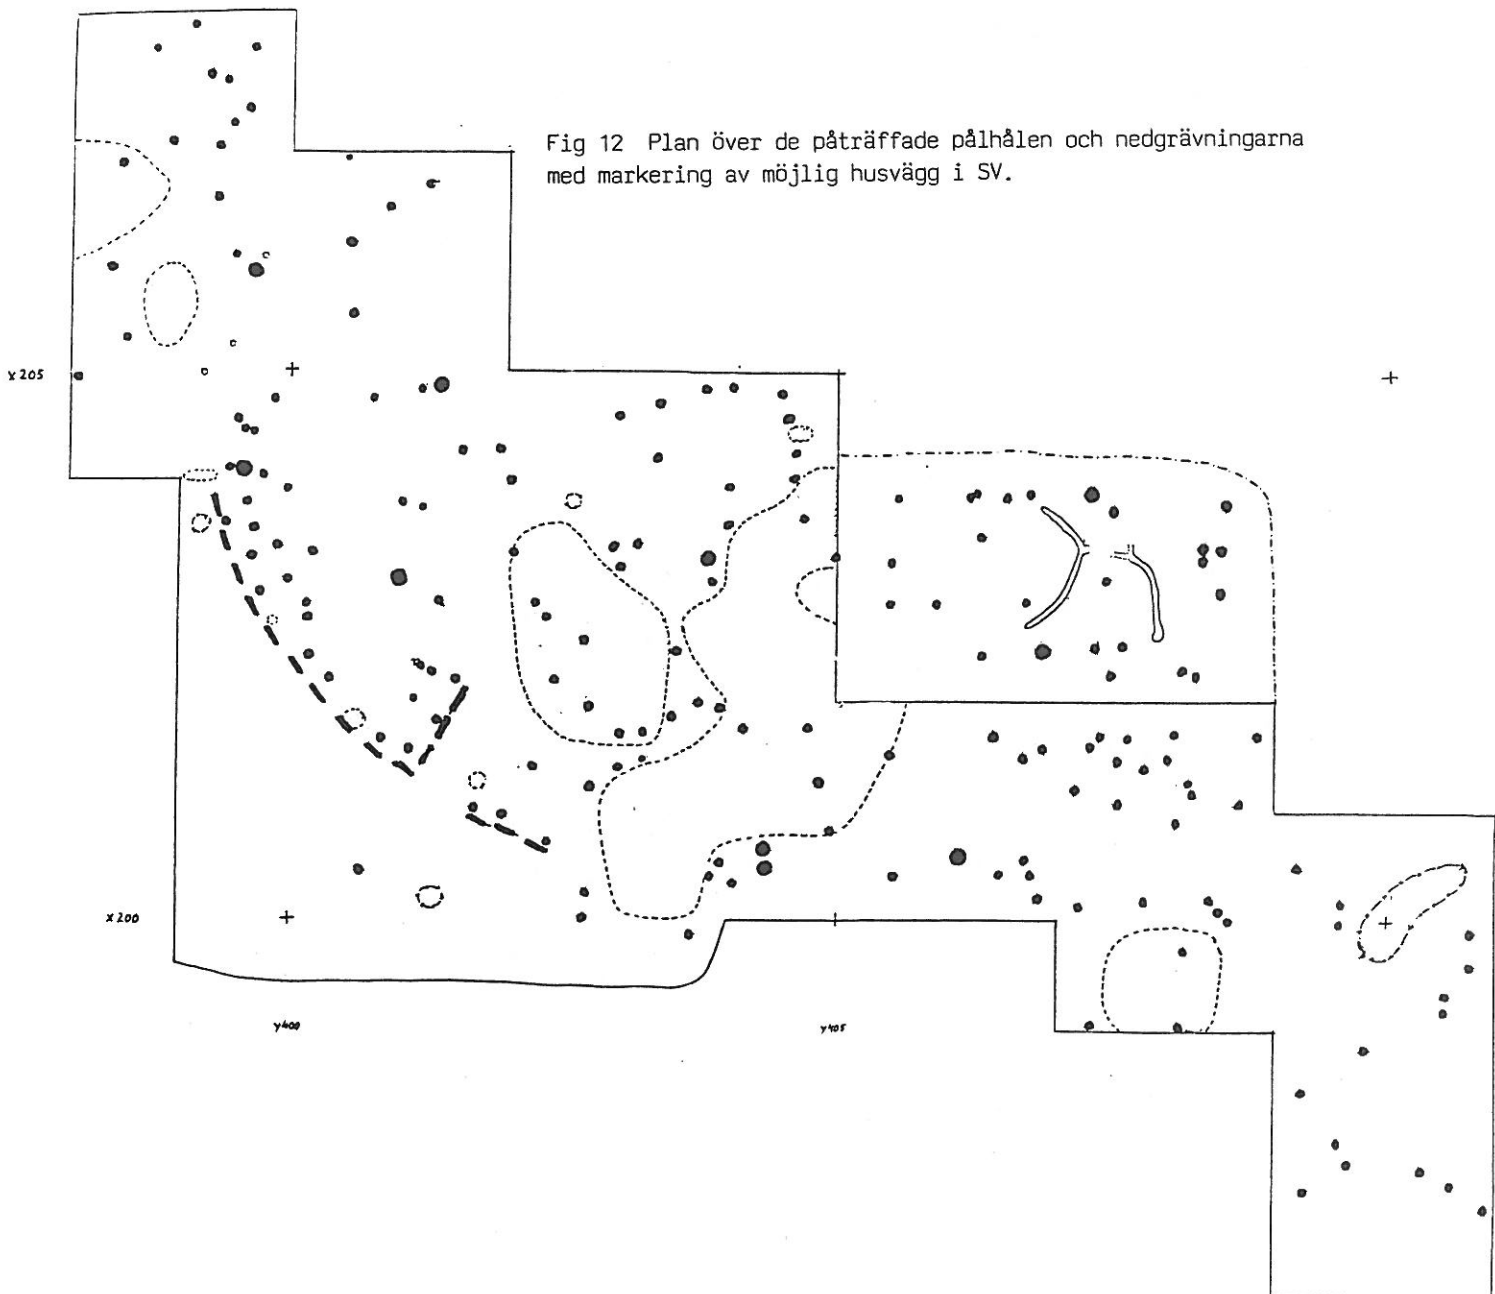 Fig 12 Plan över de påträffade pålhålen och nedgrävningarna
med markering av möjlig husvägg i SV.
x 205
x 200
y400
y405